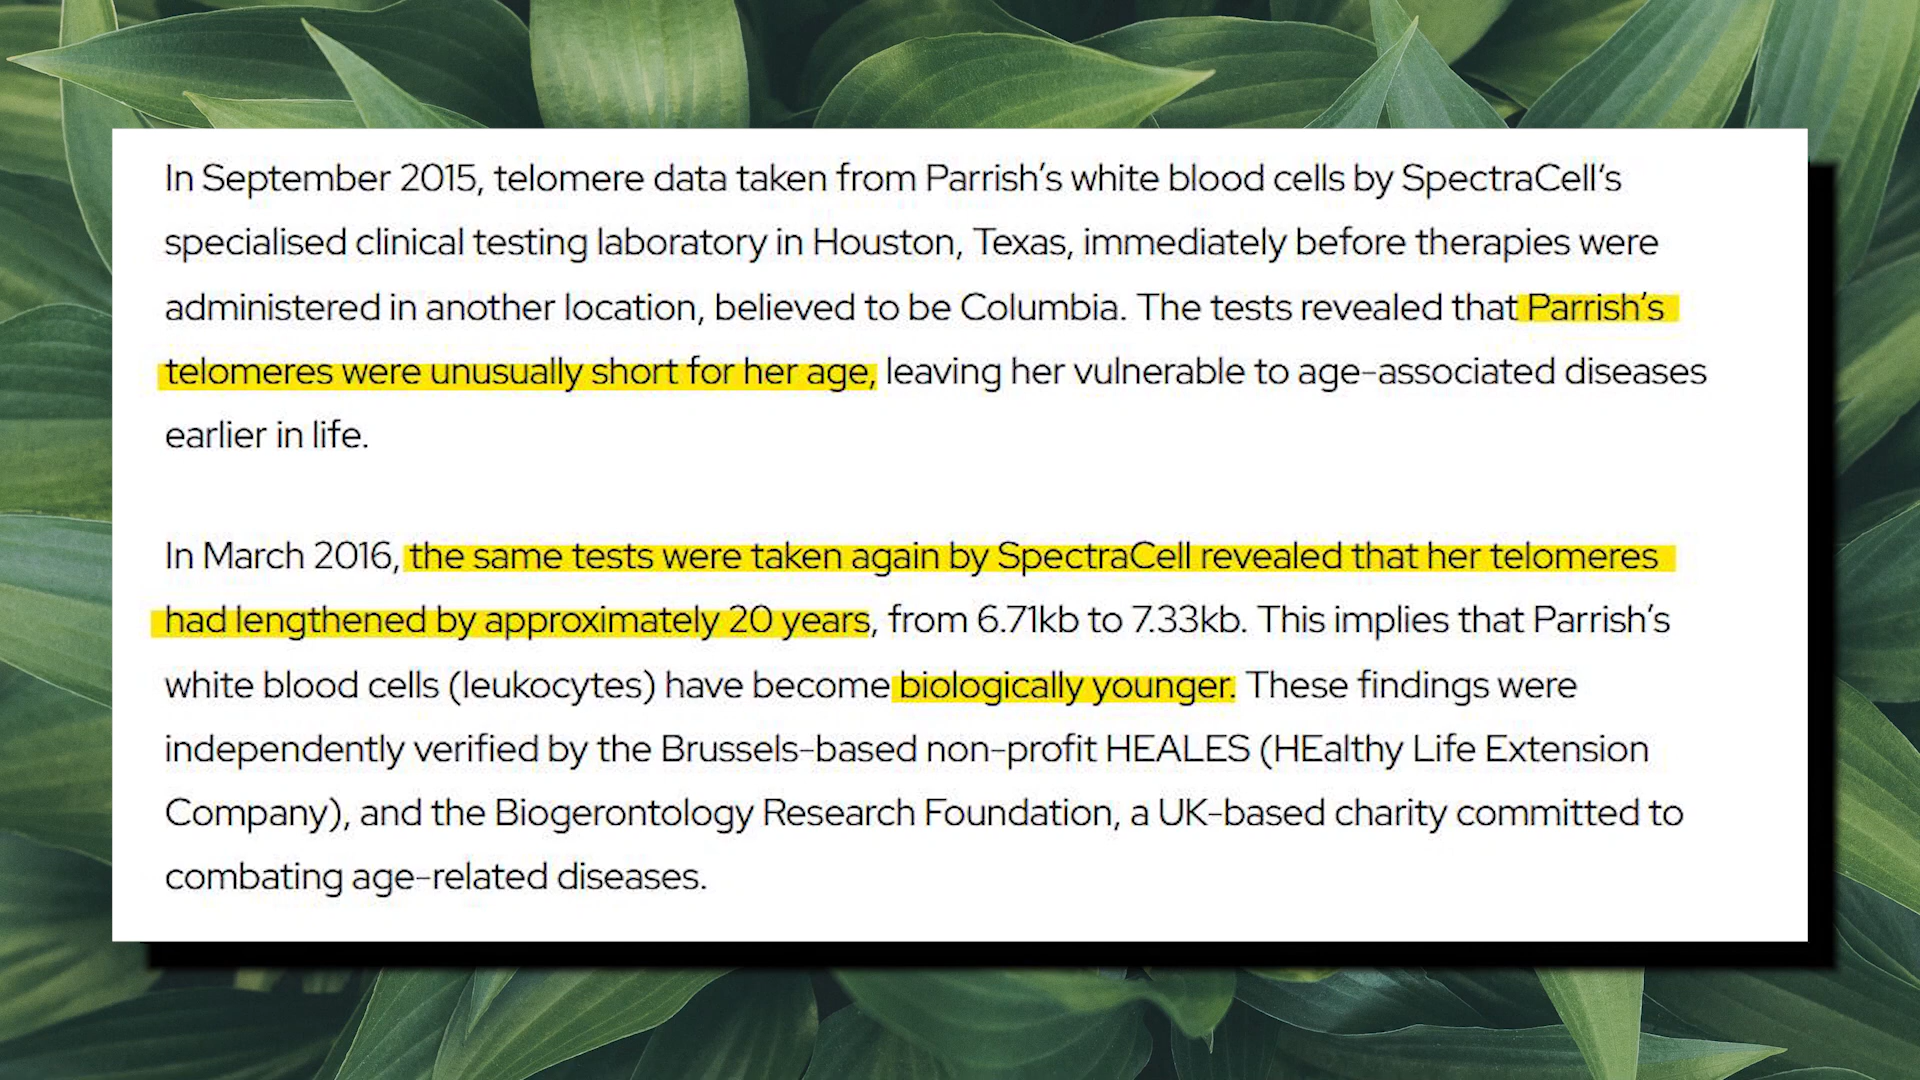 In September 2015, telomere data taken from Parrish’s white blood cells by SpectraCell’s
specialised clinical testing laboratory in Houston, Texas, immediately before therapies were
administered in another location, believed to be Columbia. The tests revealed that Parrish’s
telomeres were unusually short for her age, leaving her vulnerable to age-associated diseases
earlier in life.
In March 2016, the same tests were taken again by SpectraCell revealed that her telomeres
had lengthened by approximately 20 years, from 6.71kb to 7.33kb. This implies that Parrish’s
white blood cells (leukocytes) have become biologically younger. These findings were
independently verified by the Brussels-based non-profit HEALES (HEalthy Life Extension
Company), and the Biogerontology Research Foundation, a UK-based charity committed to
combating age-related diseases.